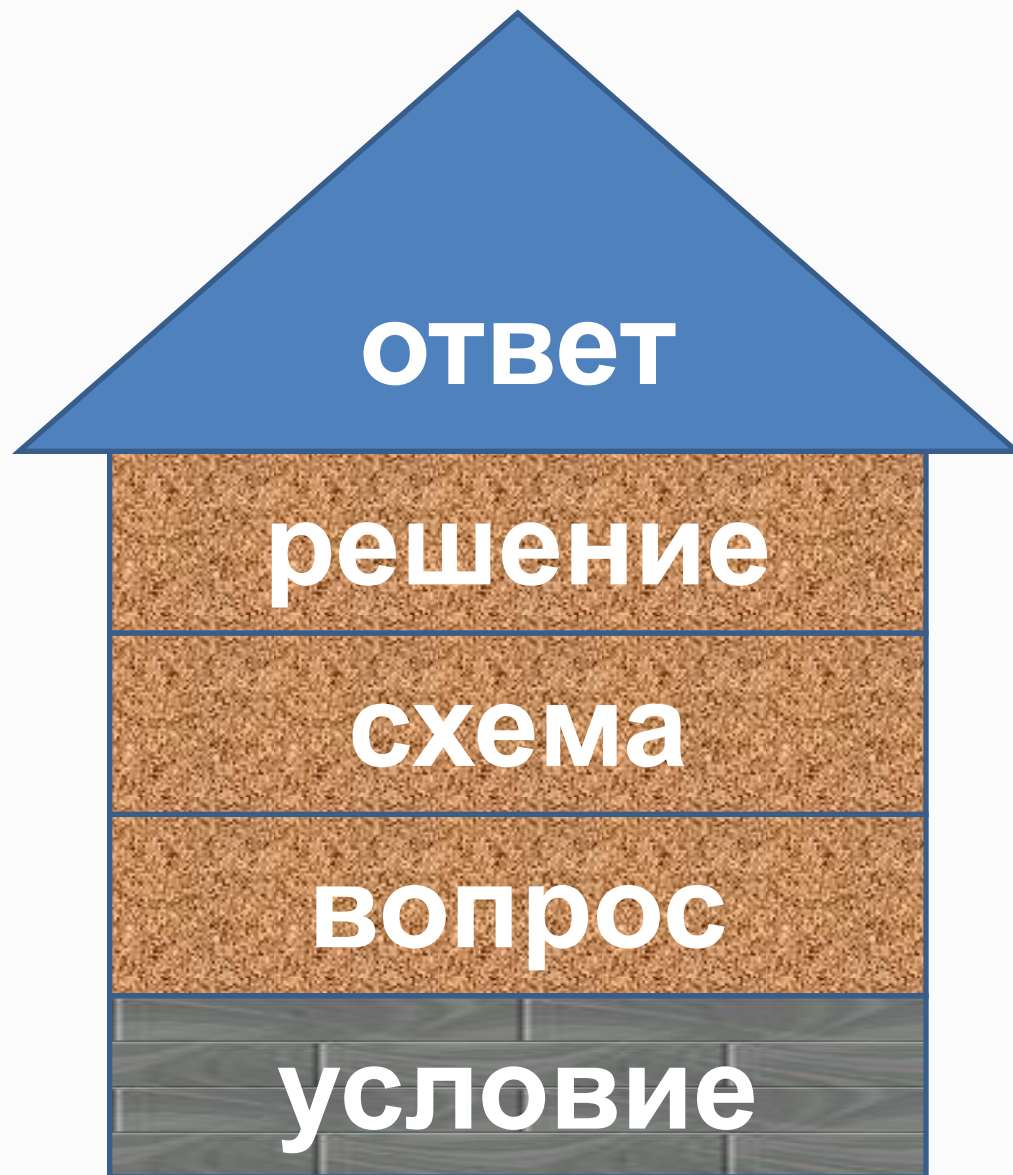 ответ
решение
схема
вопрос
условие